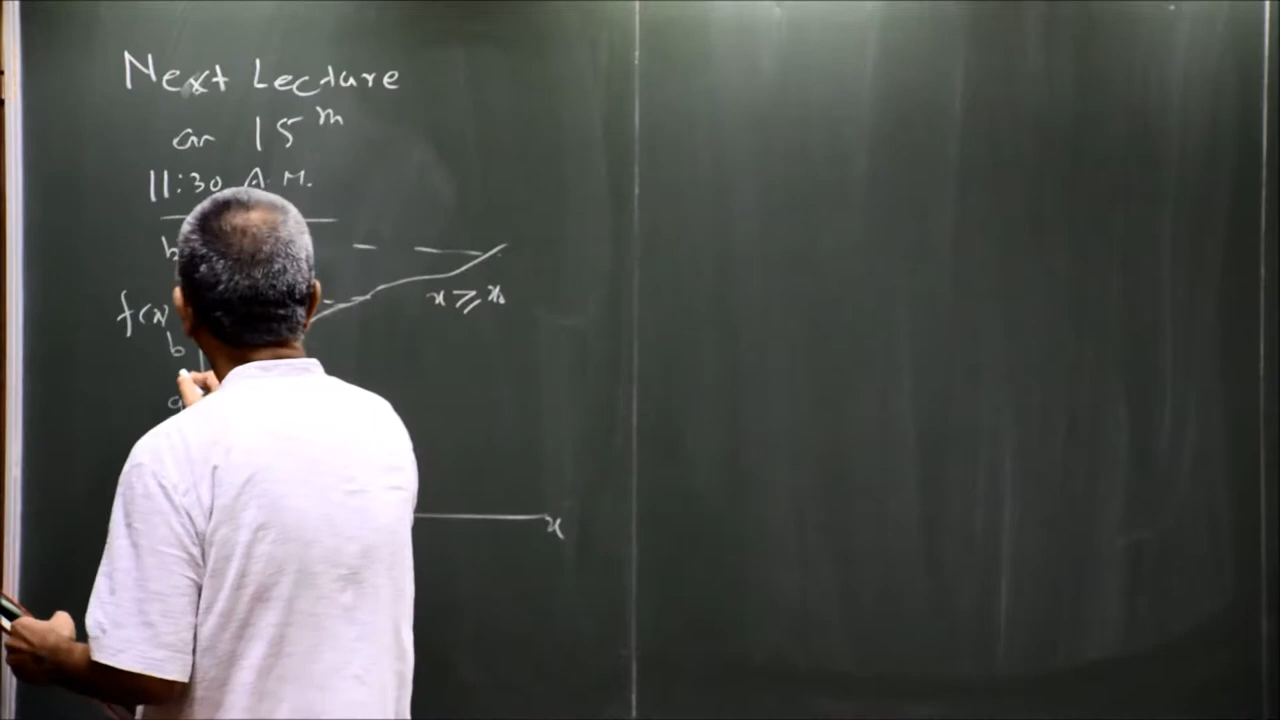 Next Lecture
on 15th
11:30 A.M.
b
f(x)
x ≥ x₀
b
a
x